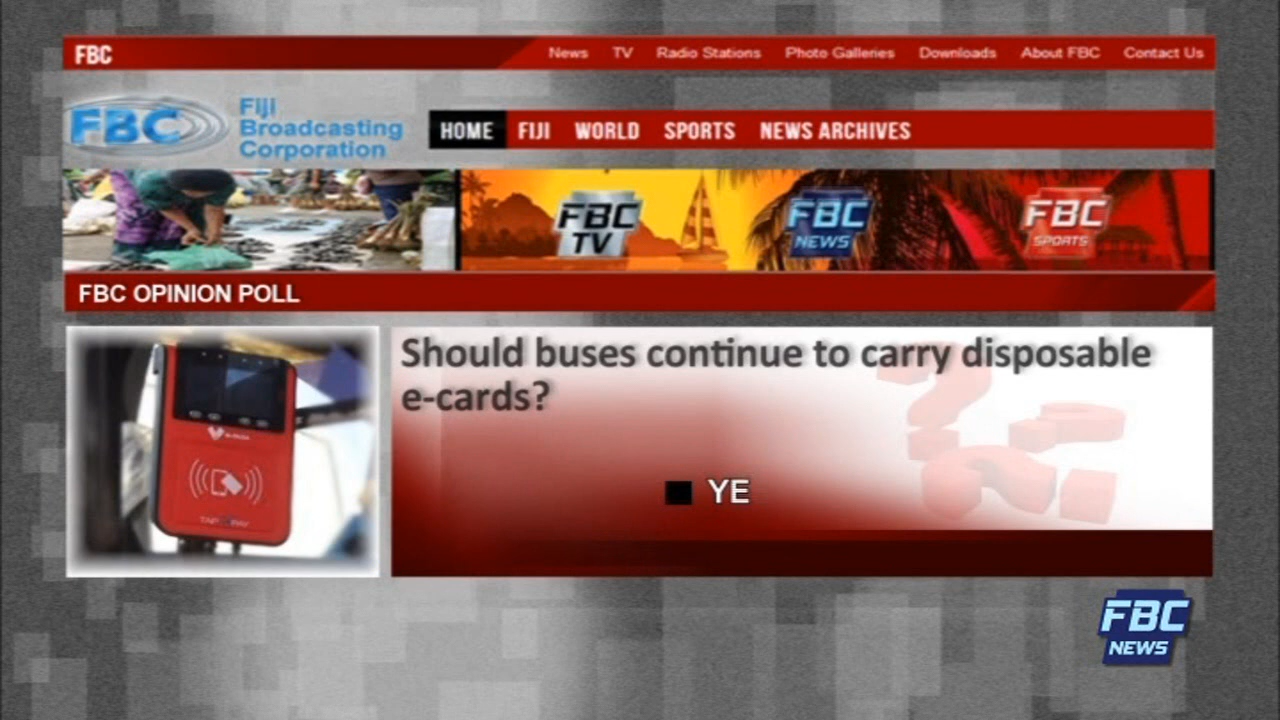 FBC
News TV Radio Stations Photo Galleries Downloads About FBC Contact Us
FBC
Fiji
Broadcasting
Corporation
HOME FIJI WORLD SPORTS NEWS ARCHIVES
FBC
TV
FBC
NEWS
FBC
SPORTS
FBC OPINION POLL
Should buses continue to carry disposable
e-cards?
YE
TAP
PAY
FBC
NEWS